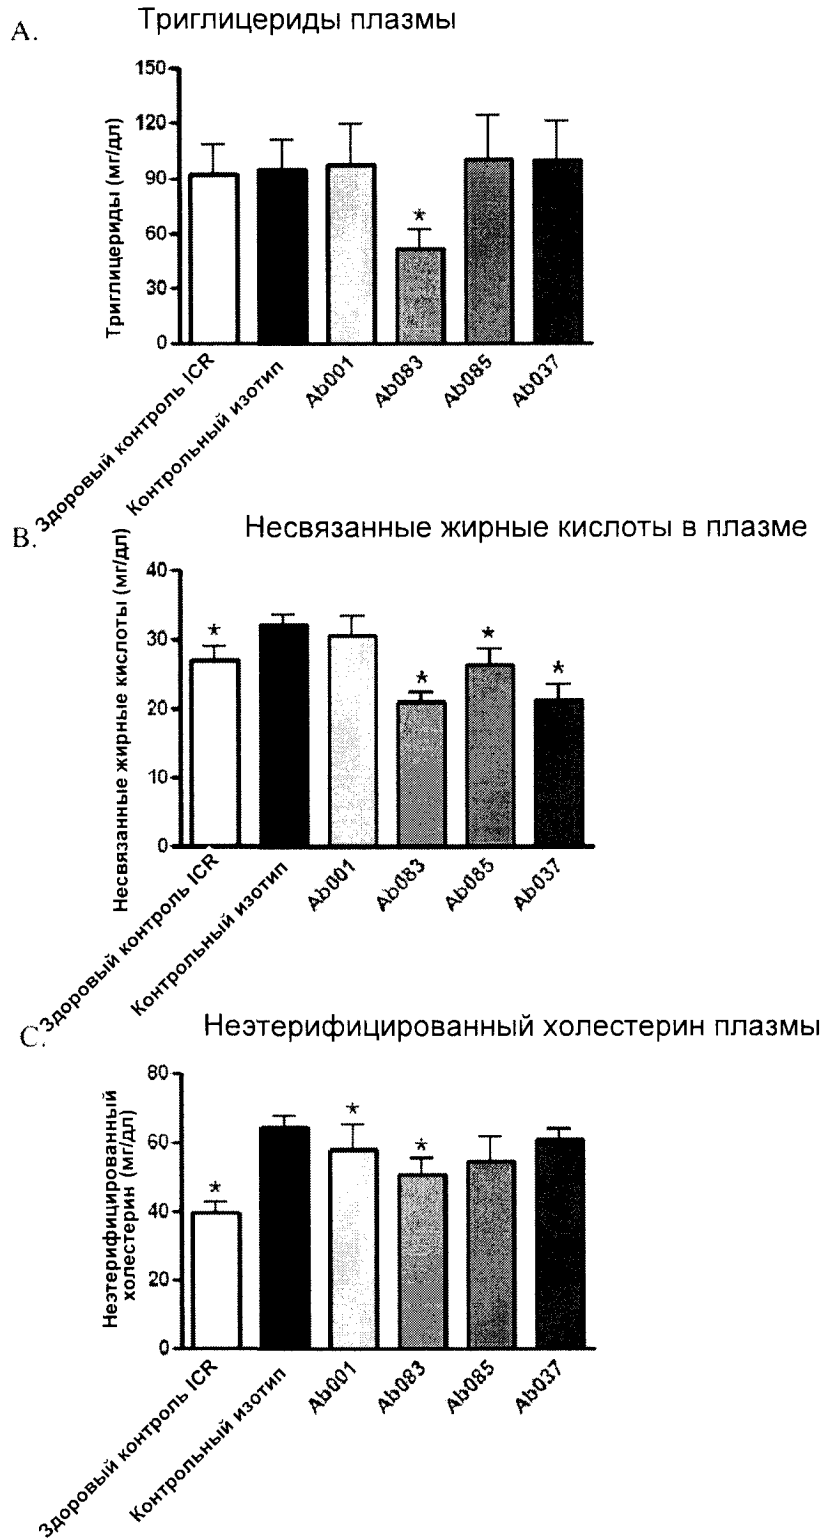 A.
Триглицериды плазмы
Триглицериды (мг/дл)
150
120
90
60
30
0
*
Здоровый контроль ICR
Контрольный изотип
Ab001
Ab083
Ab085
Ab037
B.
Несвязанные жирные кислоты в плазме
Несвязанные жирные кислоты (мг/дл)
40
30
20
10
0
*
*
*
*
Здоровый контроль ICR
Контрольный изотип
Ab001
Ab083
Ab085
Ab037
C.
Неэтерифицированный холестерин плазмы
Неэтерифицированный
холестерин (мг/дл)
80
60
40
20
0
*
*
*
Здоровый контроль ICR
Контрольный изотип
Ab001
Ab083
Ab085
Ab037